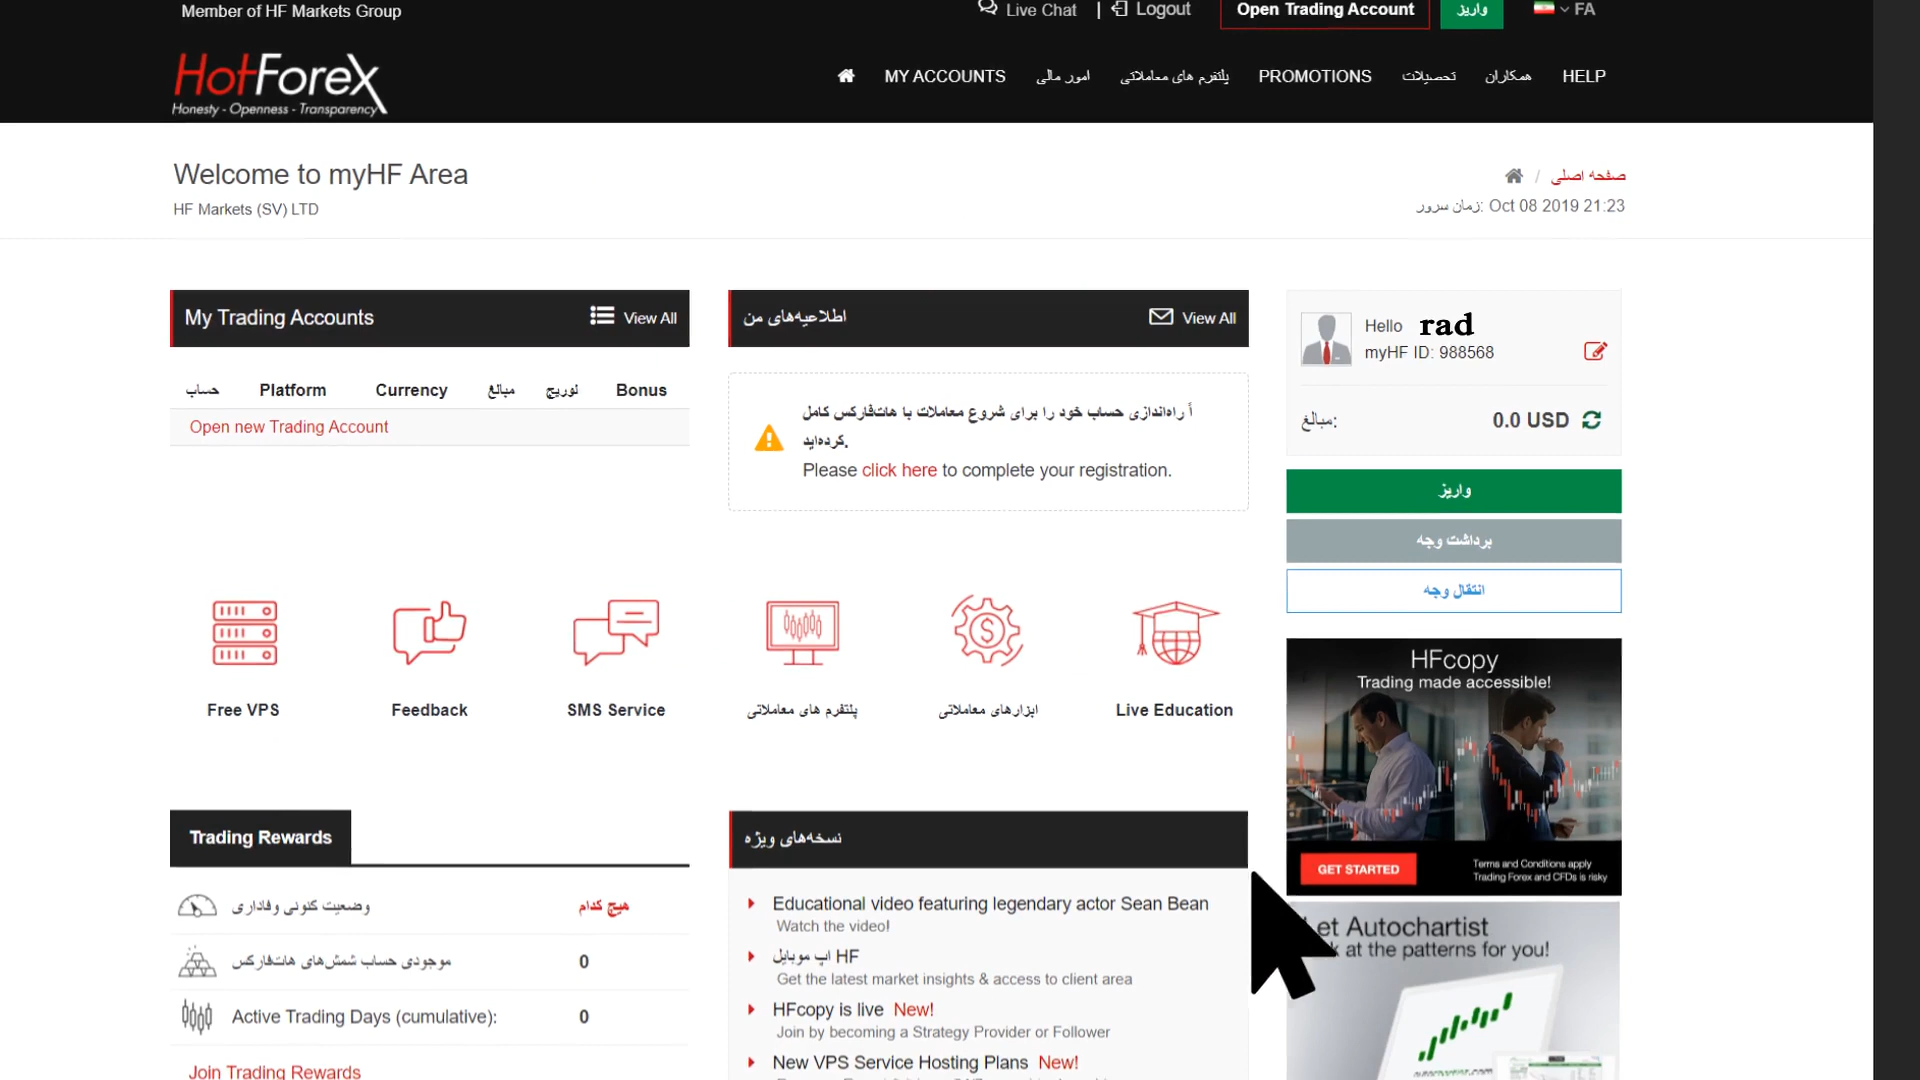 Member of HF Markets Group
Live Chat | Logout
Open Trading Account
واریز
FA
HotForex
Honesty - Openness - Transparency
MY ACCOUNTS
امور مالی
پلتفرم های معاملاتی
PROMOTIONS
تحصیلات
همکاران
HELP
Welcome to myHF Area
HF Markets (SV) LTD
/ صفحه اصلی
زمان سرور: Oct 08 2019 21:23
My Trading Accounts
View All
حساب Platform Currency مبالغ لوریج Bonus
Open new Trading Account
اطلاعیه‌های من
View All
اً راه‌اندازی حساب خود را برای شروع معاملات با هات‌فارکس کامل
کرده‌اید.
Please click here to complete your registration.
Hello rad
myHF ID: 988568
مبالغ:
0.0 USD
واریز
برداشت وجه
انتقال وجه
Free VPS
Feedback
SMS Service
پلتفرم های معاملاتی
ابزارهای معاملاتی
Live Education
HFcopy
Trading made accessible!
GET STARTED
Terms and Conditions apply
Trading Forex and CFDs is risky
Trading Rewards
وضعیت کنونی وفاداری
هیچ کدام
موجودی حساب شمش‌های هات‌فارکس
0
Active Trading Days (cumulative):
0
Join Trading Rewards
نسخه‌های ویژه
Educational video featuring legendary actor Sean Bean
Watch the video!
اپ موبایل HF
Get the latest market insights & access to client area
HFcopy is live New!
Join by becoming a Strategy Provider or Follower
New VPS Service Hosting Plans New!
Autochartist
at the patterns for you!